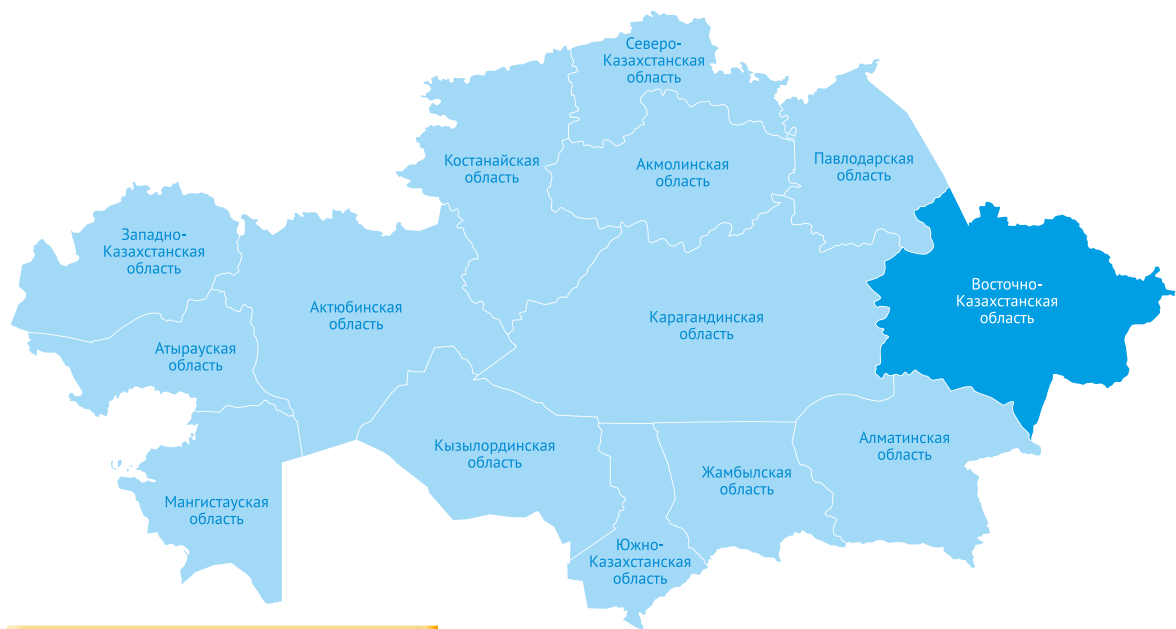 Северо-
Казахстанская
область
Костанайская
область
Акмолинская
область
Павлодарская
область
Западно-
Казахстанская
область
Восточно-
Казахстанская
область
Актюбинская
область
Карагандинская
область
Атырауская
область
Кызылординская
область
Алматинская
область
Жамбылская
область
Мангистауская
область
Южно-
Казахстанская
область